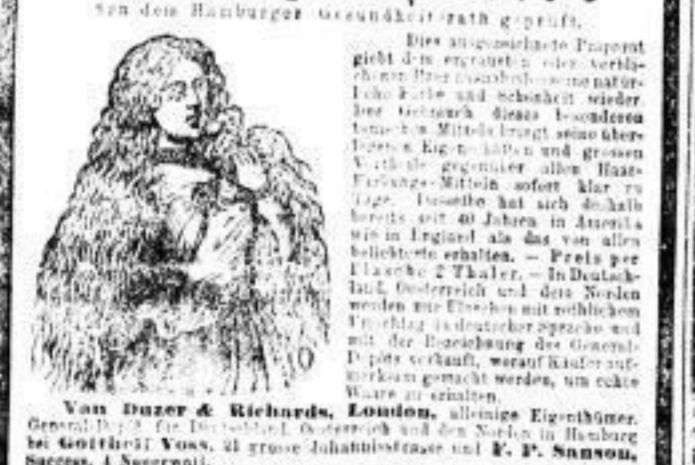 dem Hamburger Gesundheitsrath geprüft.
Dies ausgezeichnete Präparat
giebt dem ergrauten oder verbli-
chenen Haar seine natür-
liche Farbe und Schönheit wieder
Der Gebrauch dieses besonderen
Mittels bringt seine über-
legenen Eigenschaften und grossen
Vortheile gegenüber allen Haar-
Färbungs-Mitteln sofort klar zu
Tage. Dasselbe hat sich deshalb
bereits seit 40 Jahren in Amerika
wie in England als das von allen
beliebteste erhalten. — Preis per
Flasche 2 Thaler. — In Deutsch-
land, Oesterreich und dem Norden
werden nur Flaschen mit röthlichem
Umschlag in deutscher Sprache und
mit der Bezeichnung des General-
Depots verkauft, worauf Käufer auf-
merksam gemacht werden, um echte
Waare zu erhalten.
Van Duzer & Richards, London, alleinige Eigenthümer.
General-Depot für Deutschland, Oesterreich und den Norden in Hamburg
bei Gotthelf Voss, 21 grosse Johannisstrasse und F. P. Sanson,
Success. 4